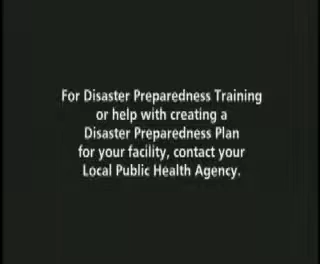 For Disaster Preparedness Training
or help with creating a
Disaster Preparedness Plan
for your facility, contact your
Local Public Health Agency.